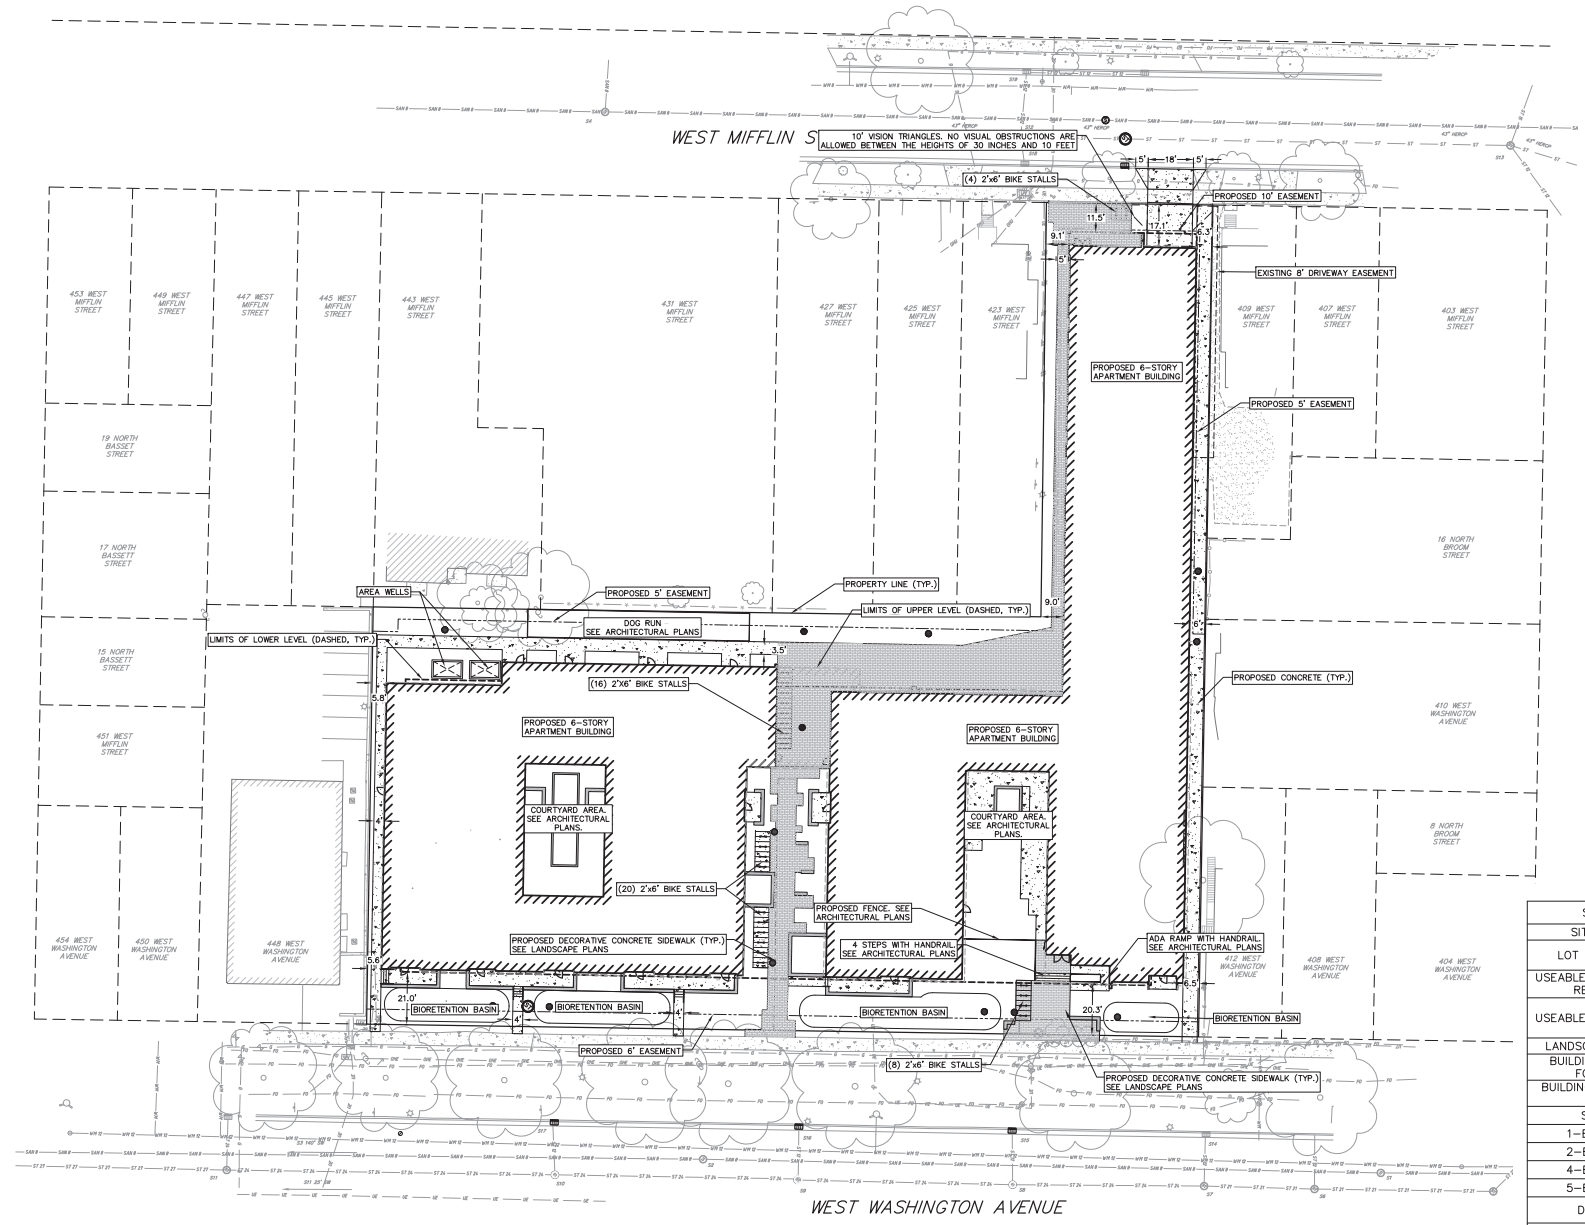 WEST MIFFLIN S
10' VISION TRIANGLES. NO VISUAL OBSTRUCTIONS ARE
ALLOWED BETWEEN THE HEIGHTS OF 30 INCHES AND 10 FEET
5'
18'
5'
(4) 2'x6' BIKE STALLS
PROPOSED 10' EASEMENT
11.5'
17.1'
6.3'
9.1'
5'
EXISTING 8' DRIVEWAY EASEMENT
453 WEST
MIFFLIN
STREET
449 WEST
MIFFLIN
STREET
447 WEST
MIFFLIN
STREET
445 WEST
MIFFLIN
STREET
443 WEST
MIFFLIN
STREET
431 WEST
MIFFLIN
STREET
427 WEST
MIFFLIN
STREET
425 WEST
MIFFLIN
STREET
423 WEST
MIFFLIN
STREET
409 WEST
MIFFLIN
STREET
407 WEST
MIFFLIN
STREET
403 WEST
MIFFLIN
STREET
PROPOSED 6-STORY
APARTMENT BUILDING
PROPOSED 5' EASEMENT
19 NORTH
BASSET
STREET
17 NORTH
BASSETT
STREET
16 NORTH
BROOM
STREET
AREA WELLS
PROPOSED 5' EASEMENT
PROPERTY LINE (TYP.)
9.0'
LIMITS OF UPPER LEVEL (DASHED, TYP.)
DOG RUN
SEE ARCHITECTURAL PLANS
LIMITS OF LOWER LEVEL (DASHED, TYP.)
6'
3.5'
15 NORTH
BASSETT
STREET
(16) 2'X6' BIKE STALLS
PROPOSED CONCRETE (TYP.)
5.8'
410 WEST
WASHINGTON
AVENUE
451 WEST
MIFFLIN
STREET
PROPOSED 6-STORY
APARTMENT BUILDING
PROPOSED 6-STORY
APARTMENT BUILDING
COURTYARD AREA.
SEE ARCHITECTURAL
PLANS.
COURTYARD AREA.
SEE ARCHITECTURAL
PLANS.
4'
8 NORTH
BROOM
STREET
(20) 2'x6' BIKE STALLS
PROPOSED FENCE. SEE
ARCHITECTURAL PLANS
454 WEST
WASHINGTON
AVENUE
450 WEST
WASHINGTON
AVENUE
448 WEST
WASHINGTON
AVENUE
PROPOSED DECORATIVE CONCRETE SIDEWALK (TYP.)
SEE LANDSCAPE PLANS
4 STEPS WITH HANDRAIL.
SEE ARCHITECTURAL PLANS
ADA RAMP WITH HANDRAIL.
SEE ARCHITECTURAL PLANS
412 WEST
WASHINGTON
AVENUE
408 WEST
WASHINGTON
AVENUE
404 WEST
WASHINGTON
AVENUE
5.6'
6.5'
21.0'
BIORETENTION BASIN
BIORETENTION BASIN
BIORETENTION BASIN
20.3'
BIORETENTION BASIN
4'
4'
PROPOSED 6' EASEMENT
(8) 2'x6' BIKE STALLS
PROPOSED DECORATIVE CONCRETE SIDEWALK (TYP.)
SEE LANDSCAPE PLANS
WEST WASHINGTON AVENUE
S
SIT
LOT
USEABLE
RE
USEABLE
LANDSC
BUILDI
FO
BUILDING
S
1-B
2-B
4-B
5-B
D